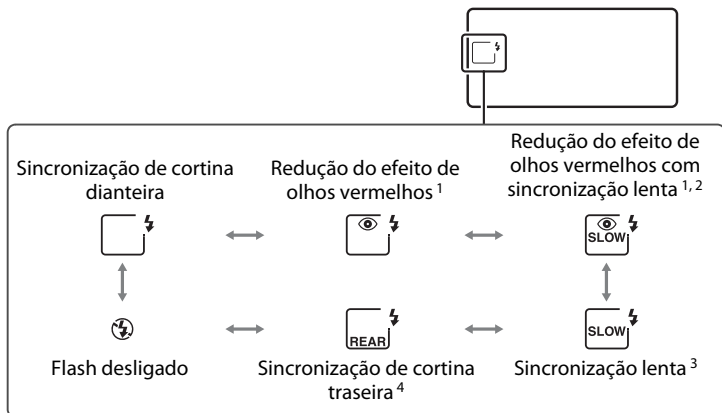 Sincronização de cortina
dianteira
Redução do efeito de
olhos vermelhos 1
Redução do efeito de
olhos vermelhos com
sincronização lenta 1, 2
SLOW
REAR
SLOW
Flash desligado
Sincronização de cortina
traseira 4
Sincronização lenta 3